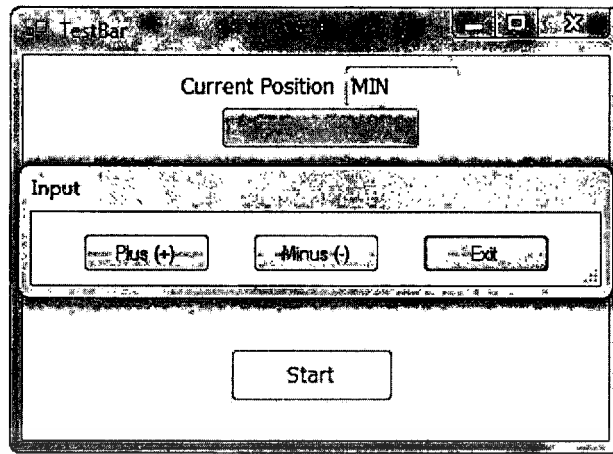 TestBar
Current Position MIN
Input
Plus (+) Minus (-) Exit
Start